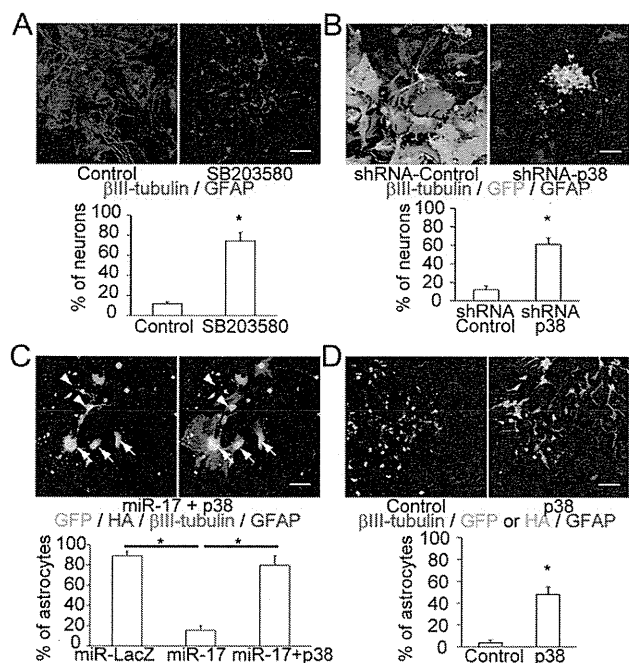 A
B
Control SB203580
βIII-tubulin / GFAP
shRNA-Control shRNA-p38
βIII-tubulin / GFP / GFAP
% of neurons
100
80
60
40
20
0
*
Control SB203580
% of neurons
100
80
60
40
20
0
*
shRNA Control
shRNA p38
C
D
miR-17 + p38
GFP / HA / βIII-tubulin / GFAP
Control p38
βIII-tubulin / GFP or HA / GFAP
% of astrocytes
100
80
60
40
20
0
* *
miR-LacZ miR-17 miR-17+p38
% of astrocytes
100
80
60
40
20
0
*
Control p38